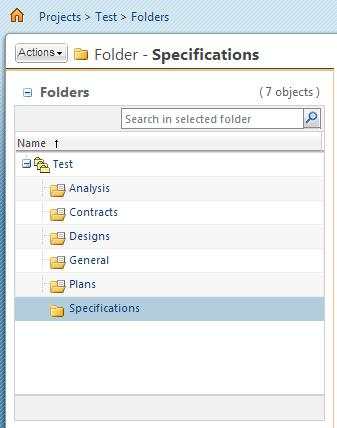 Projects > Test > Folders
Actions Folder - Specifications
Folders ( 7 objects )
Search in selected folder
Name ↑
Test
Analysis
Contracts
Designs
General
Plans
Specifications